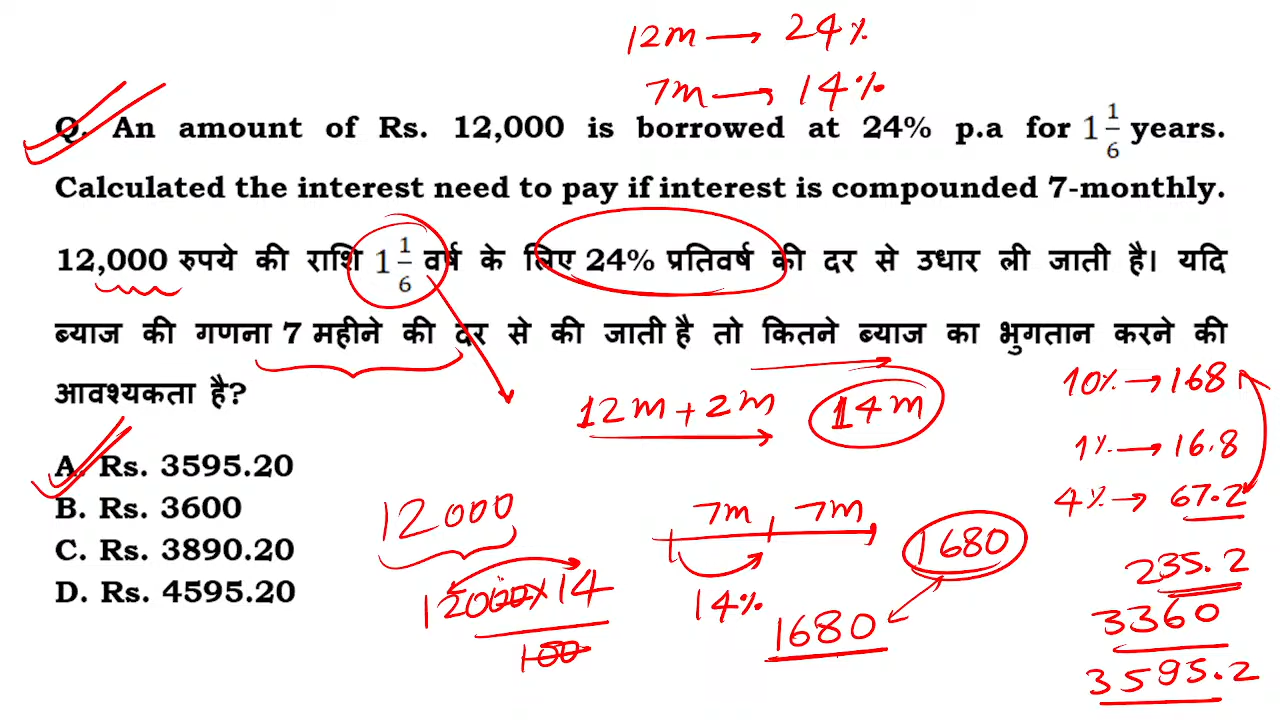 12m → 24%
7m → 14%
Q. An amount of Rs. 12,000 is borrowed at 24% p.a for 1 1/6 years.
Calculated the interest need to pay if interest is compounded 7-monthly.
12,000 रुपये की राशि 1 1/6 वर्ष के लिए 24% प्रतिवर्ष की दर से उधार ली जाती है। यदि
ब्याज की गणना 7 महीने की दर से की जाती है तो कितने ब्याज का भुगतान करने की
आवश्यकता है?
12m + 2m 14m
10% → 168
1% → 16.8
4% → 67.2
A. Rs. 3595.20
B. Rs. 3600
C. Rs. 3890.20
D. Rs. 4595.20
12000
12000×14
100
7m 7m
14%
1680
1680
235.2
3360
3595.2